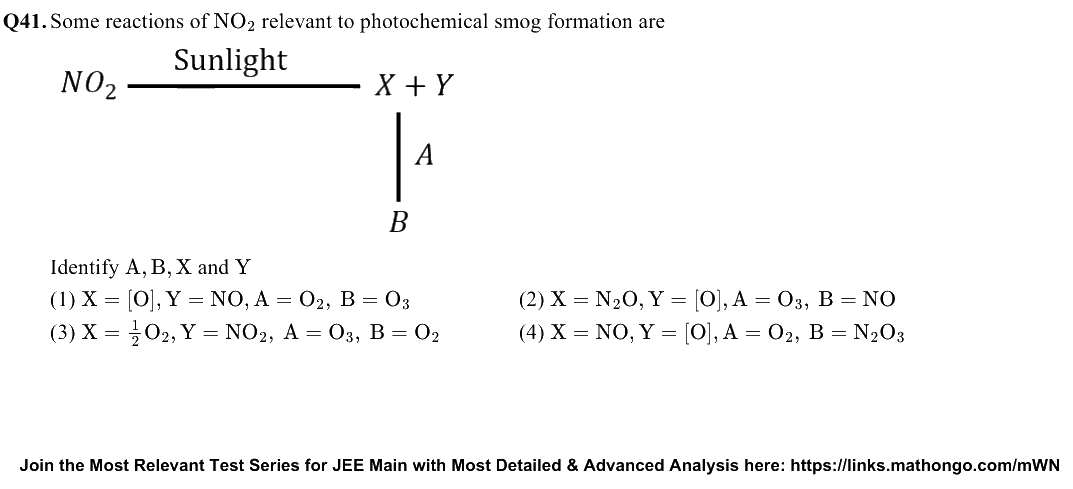 Q41. Some reactions of NO₂ relevant to photochemical smog formation are
Sunlight
NO₂ X + Y
A
B
Identify A, B, X and Y
(1) X = [O], Y = NO, A = O₂, B = O₃ (2) X = N₂O, Y = [O], A = O₃, B = NO
(3) X = ½O₂, Y = NO₂, A = O₃, B = O₂ (4) X = NO, Y = [O], A = O₂, B = N₂O₃
Join the Most Relevant Test Series for JEE Main with Most Detailed & Advanced Analysis here: https://links.mathongo.com/mWN